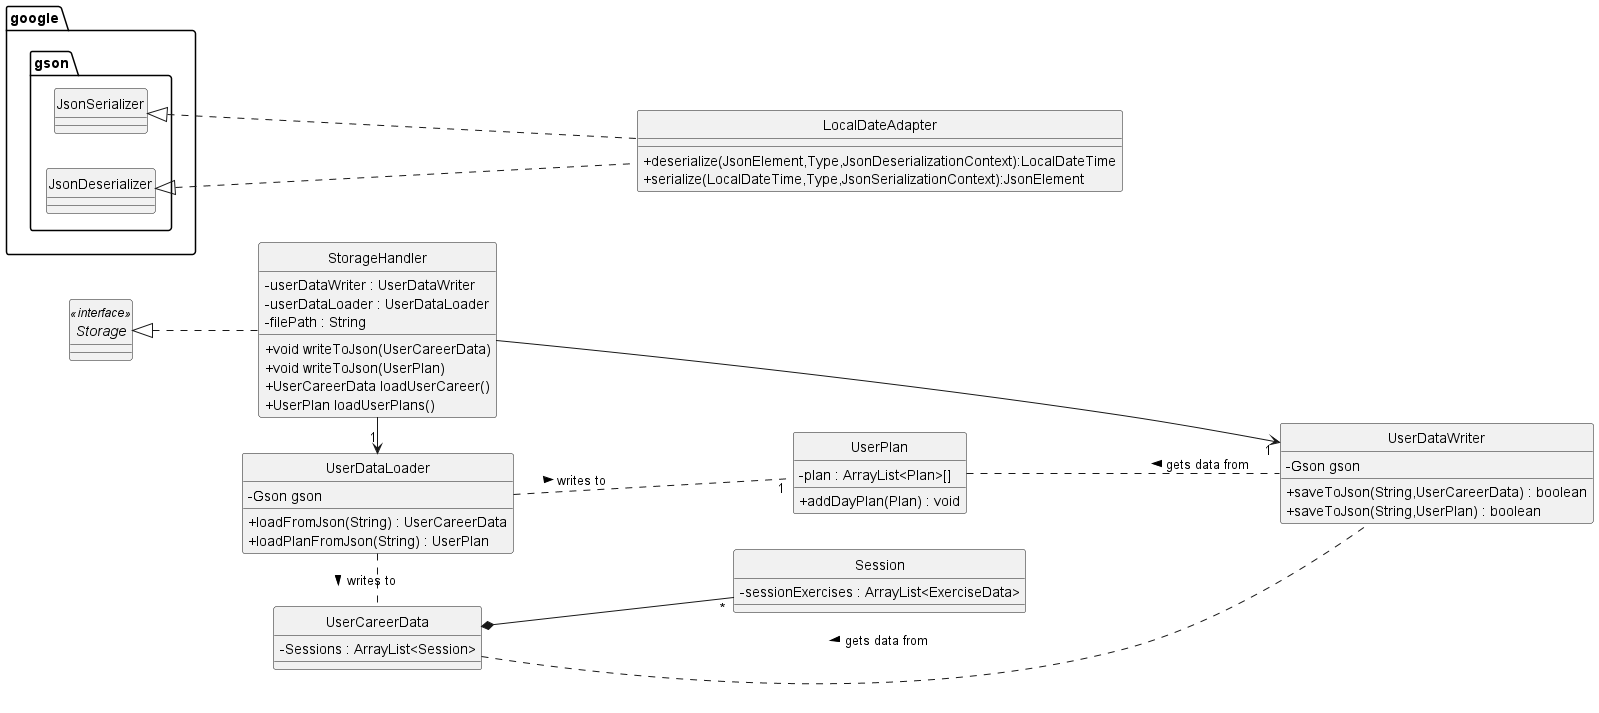 google
gson
JsonSerializer
JsonDeserializer
LocalDateAdapter
+deserialize(JsonElement,Type,JsonDeserializationContext):LocalDateTime
+serialize(LocalDateTime,Type,JsonSerializationContext):JsonElement
StorageHandler
-userDataWriter : UserDataWriter
-userDataLoader : UserDataLoader
-filePath : String
+void writeToJson(UserCareerData)
+void writeToJson(UserPlan)
+UserCareerData loadUserCareer()
+UserPlan loadUserPlans()
«interface»
Storage
1
1
UserDataLoader
-Gson gson
+loadFromJson(String) : UserCareerData
+loadPlanFromJson(String) : UserPlan
writes to
1
UserPlan
-plan : ArrayList<Plan>[]
+addDayPlan(Plan) : void
gets data from
UserDataWriter
-Gson gson
+saveToJson(String,UserCareerData) : boolean
+saveToJson(String,UserPlan) : boolean
writes to
Session
-sessionExercises : ArrayList<ExerciseData>
*
UserCareerData
-Sessions : ArrayList<Session>
gets data from